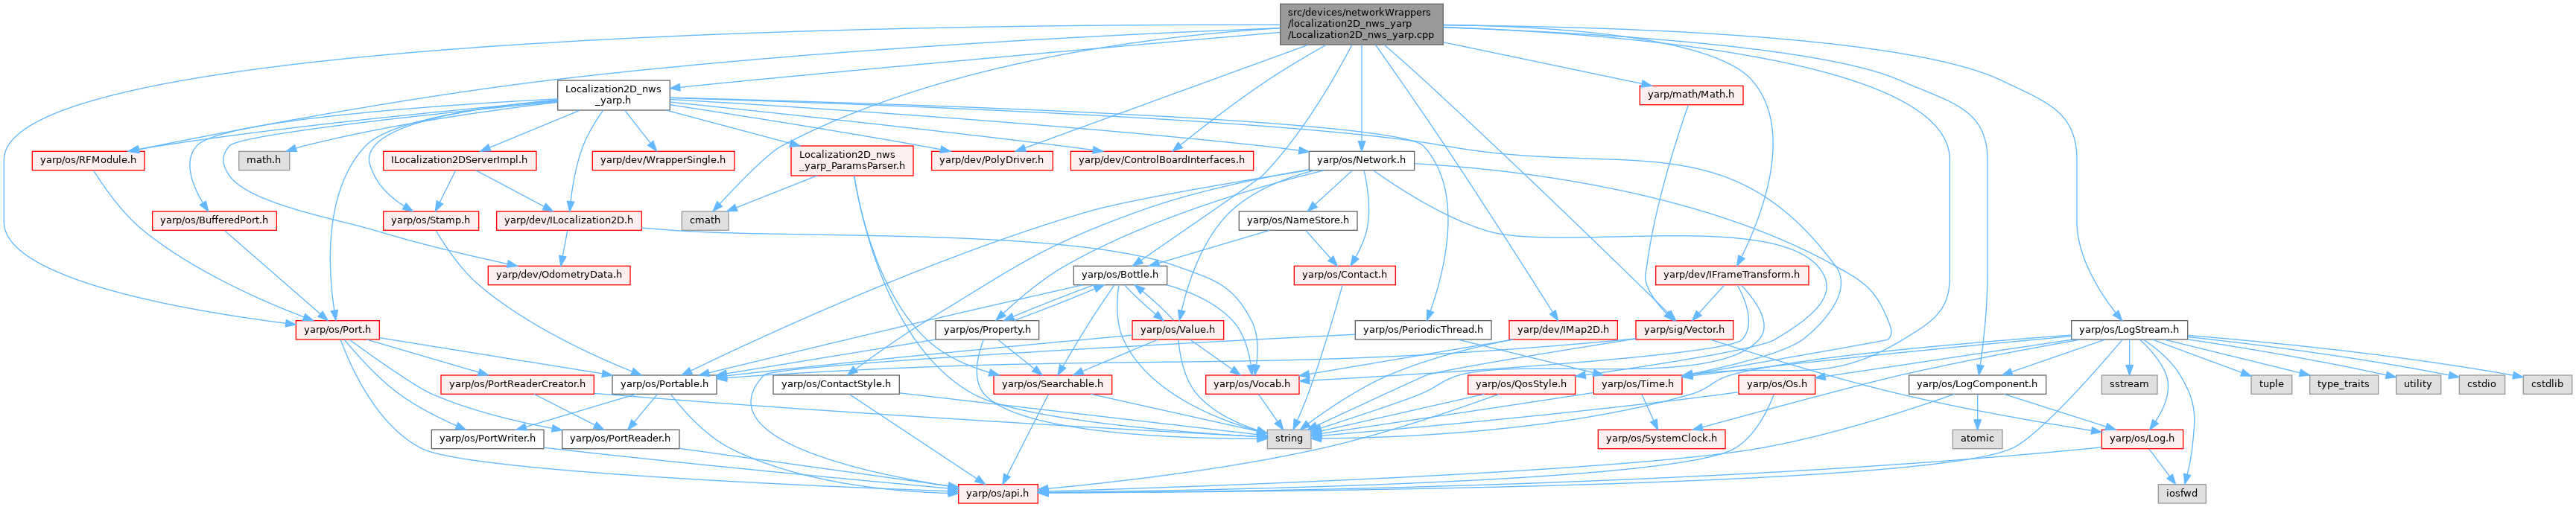 src/devices/networkWrappers
/localization2D_nws_yarp
/Localization2D_nws_yarp.cpp
Localization2D_nws
_yarp.h
yarp/math/Math.h
yarp/os/RFModule.h
math.h
ILocalization2DServerImpl.h
yarp/dev/WrapperSingle.h
Localization2D_nws
_yarp_ParamsParser.h
yarp/dev/PolyDriver.h
yarp/dev/ControlBoardInterfaces.h
yarp/os/Network.h
yarp/os/BufferedPort.h
yarp/os/Stamp.h
yarp/dev/ILocalization2D.h
cmath
yarp/os/NameStore.h
yarp/dev/OdometryData.h
yarp/os/Bottle.h
yarp/os/Contact.h
yarp/dev/IFrameTransform.h
yarp/os/Port.h
yarp/os/Property.h
yarp/os/Value.h
yarp/os/PeriodicThread.h
yarp/dev/IMap2D.h
yarp/sig/Vector.h
yarp/os/LogStream.h
yarp/os/PortReaderCreator.h
yarp/os/Portable.h
yarp/os/ContactStyle.h
yarp/os/Searchable.h
yarp/os/Vocab.h
yarp/os/QosStyle.h
yarp/os/Time.h
yarp/os/Os.h
yarp/os/LogComponent.h
sstream
tuple
type_traits
utility
cstdio
cstdlib
yarp/os/PortWriter.h
yarp/os/PortReader.h
string
yarp/os/SystemClock.h
atomic
yarp/os/Log.h
yarp/os/api.h
iosfwd